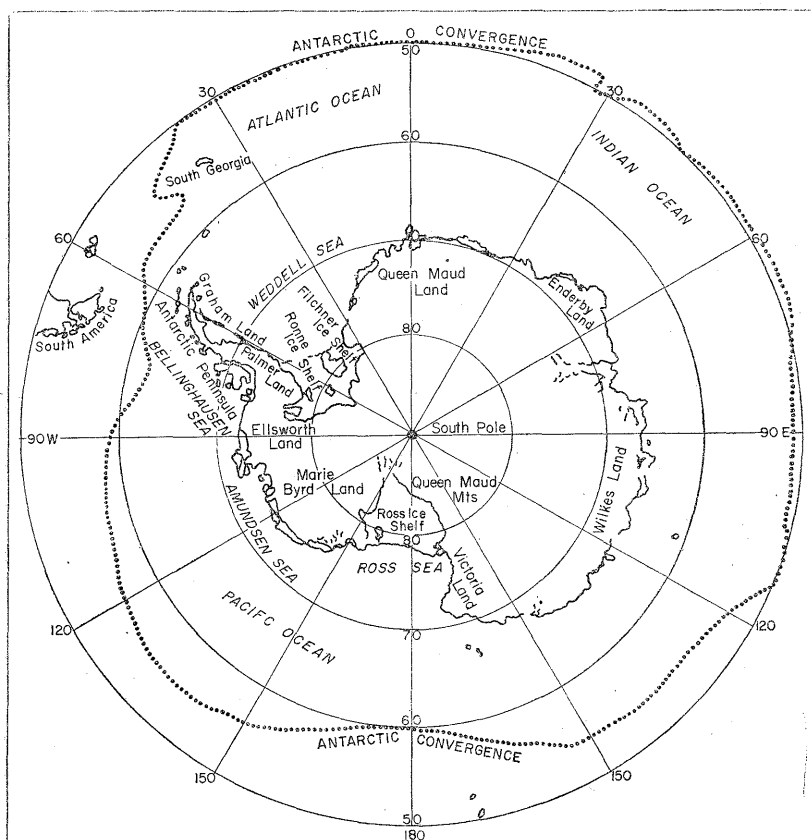 ANTARCTIC CONVERGENCE
0
50
30
30
ATLANTIC OCEAN
INDIAN OCEAN
60
South Georgia
60
60
WEDDELL SEA
Queen Maud
Land
Enderby
Land
Graham Land
Filchner
Ice Shelf
Ronne
Ice Shelf
South America
Antarctic Peninsula
Palmer
Land
80
BELLINGHAUSEN
SEA
90W
Ellsworth
Land
South Pole
90E
Marie
Byrd Land
Queen Maud
Mts
Wilkes Land
Ross Ice
Shelf
AMUNDSEN SEA
80
ROSS SEA
Victoria
Land
PACIFC OCEAN
120
70
120
60
ANTARCTIC CONVERGENCE
150
150
50
180